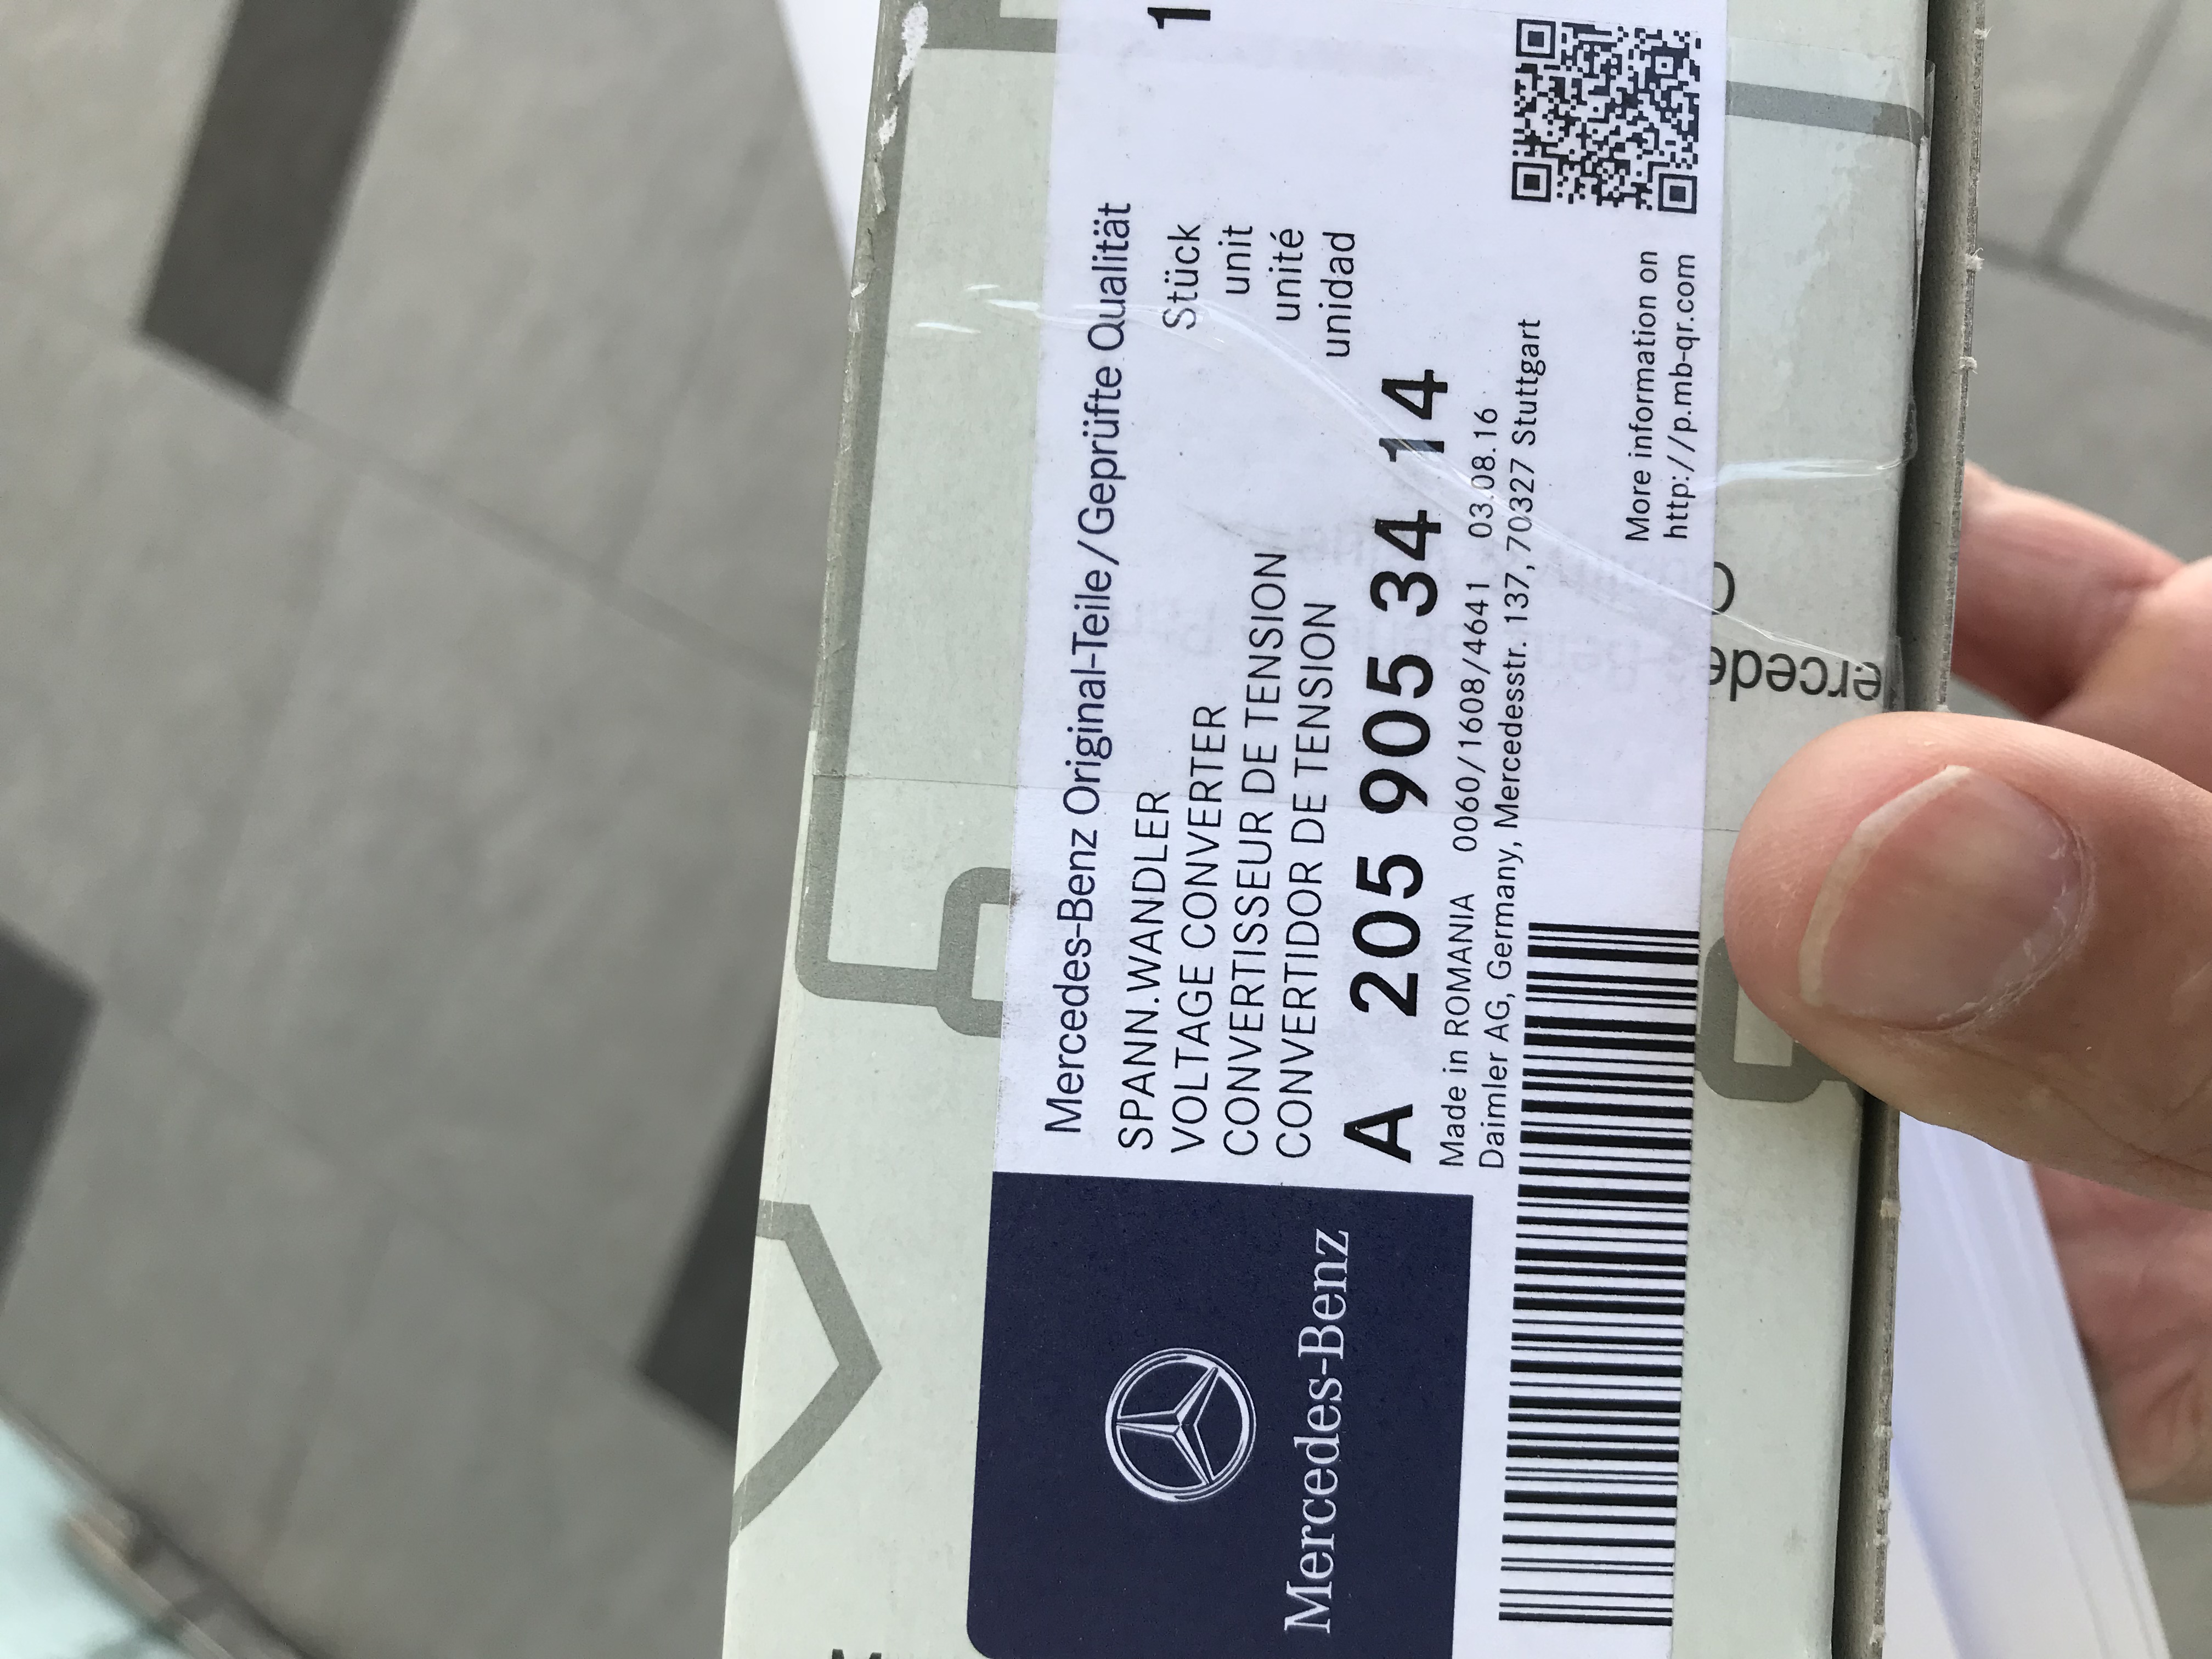 Mercedes-Benz Original-Teile/Geprüfte Qualität
SPANN.WANDLER
VOLTAGE CONVERTER
CONVERTISSEUR DE TENSION
CONVERTIDOR DE TENSION
1
Stück
unit
unité
unidad
A 205 905 34 14
Made in ROMANIA 0060/1608/4641 03.08.16
Daimler AG, Germany, Mercedesstr. 137, 70327 Stuttgart
More information on
http://p.mb-qr.com
Mercedes-Benz